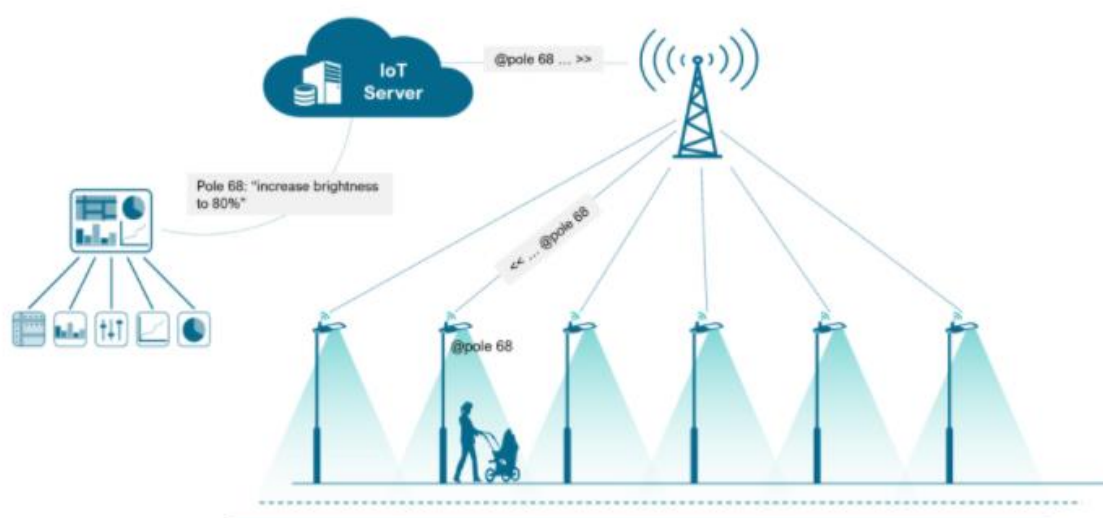 IoT
Server
@pole 68 ... >>
Pole 68: "increase brightness
to 80%"
<< ... @pole 68
@pole 68